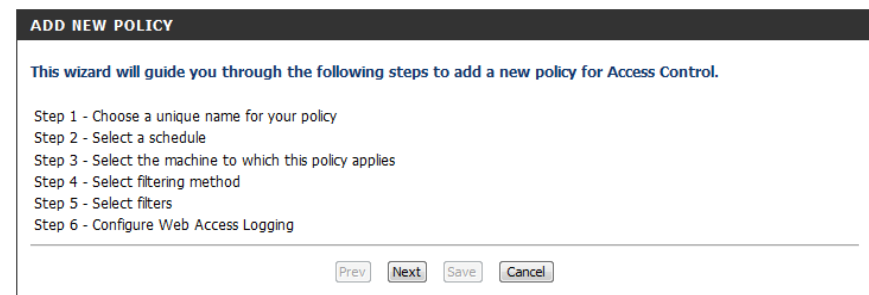 ADD NEW POLICY
This wizard will guide you through the following steps to add a new policy for Access Control.
Step 1 - Choose a unique name for your policy
Step 2 - Select a schedule
Step 3 - Select the machine to which this policy applies
Step 4 - Select filtering method
Step 5 - Select filters
Step 6 - Configure Web Access Logging
Prev Next Save Cancel